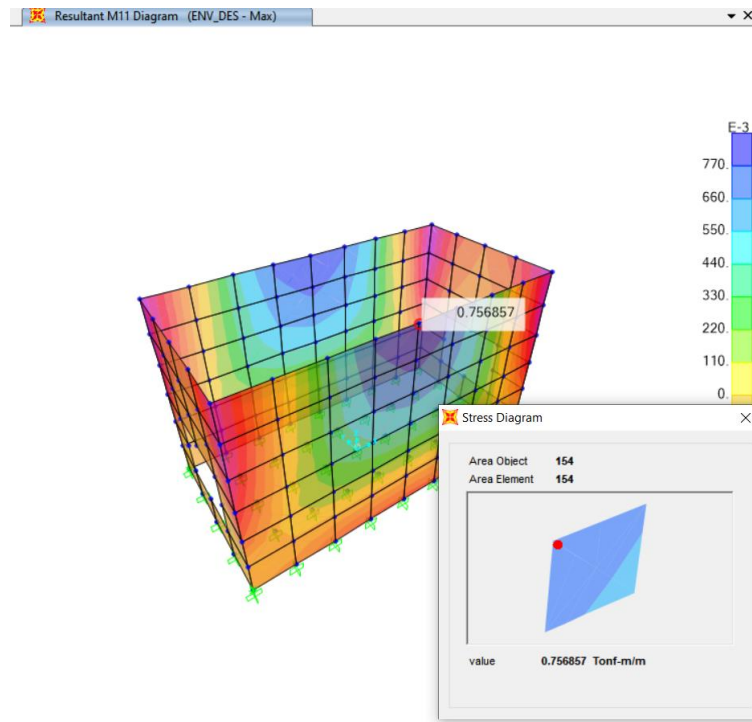 Resultant M11 Diagram (ENV_DES - Max)
E-3
770.
660.
550.
440.
330.
220.
110.
0.
0.756857
Stress Diagram
Area Object 154
Area Element 154
value 0.756857 Tonf-m/m